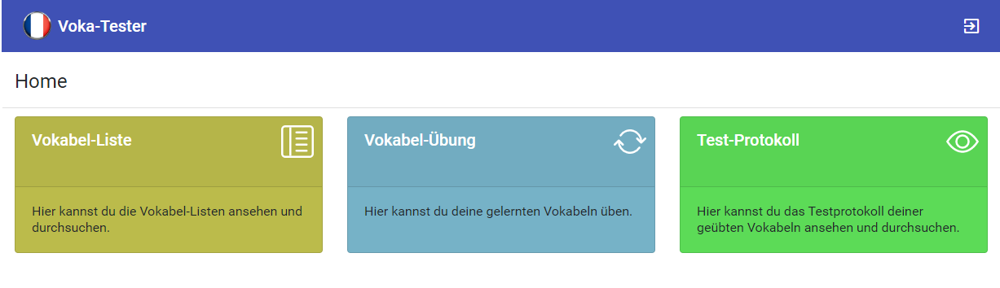 Voka-Tester
Home
Vokabel-Liste
Hier kannst du die Vokabel-Listen ansehen und
durchsuchen.
Vokabel-Übung
Hier kannst du deine gelernten Vokabeln üben.
Test-Protokoll
Hier kannst du das Testprotokoll deiner
geübten Vokabeln ansehen und durchsuchen.